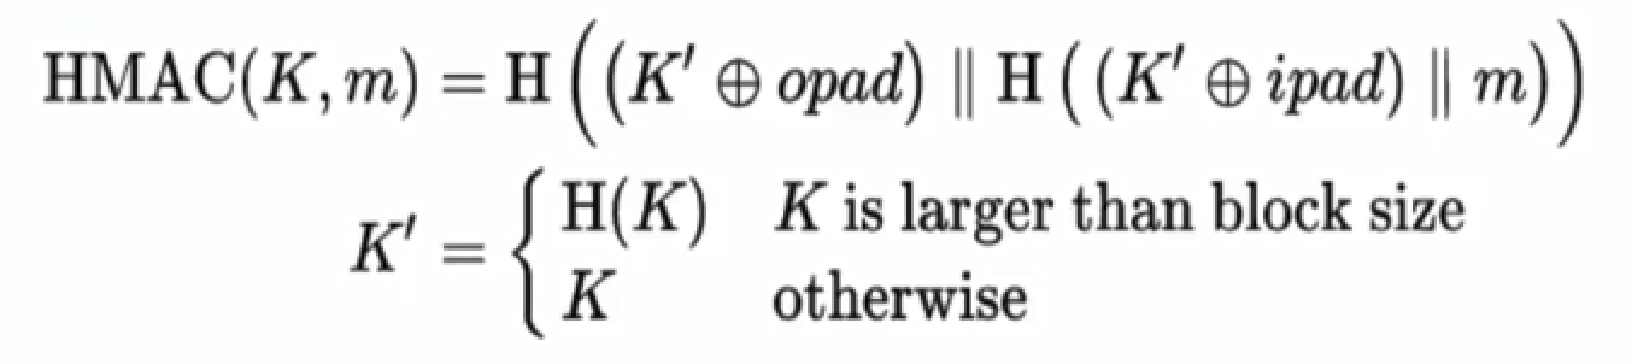 HMAC(K, m) = H((K′ ⊕ opad) ∥ H((K′ ⊕ ipad) ∥ m))
K′ = { H(K) K is larger than block size
K otherwise